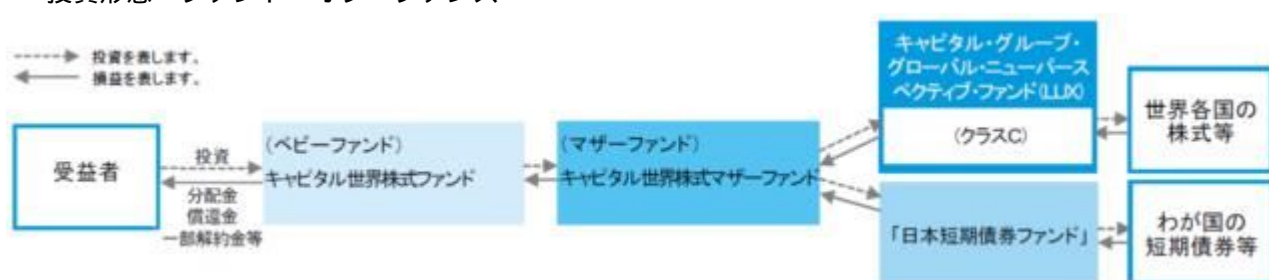 投資を表します。
損益を表します。
受益者
投資
分配金
償還金
一部解約金等
(ベビーファンド)
キャピタル世界株式ファンド
(マザーファンド)
キャピタル世界株式マザーファンド
キャピタル・グループ・
グローバル・ニューパース
ペクティブ・ファンド(LUX)
(クラスC)
世界各国の
株式等
「日本短期債券ファンド」
わが国の
短期債券等